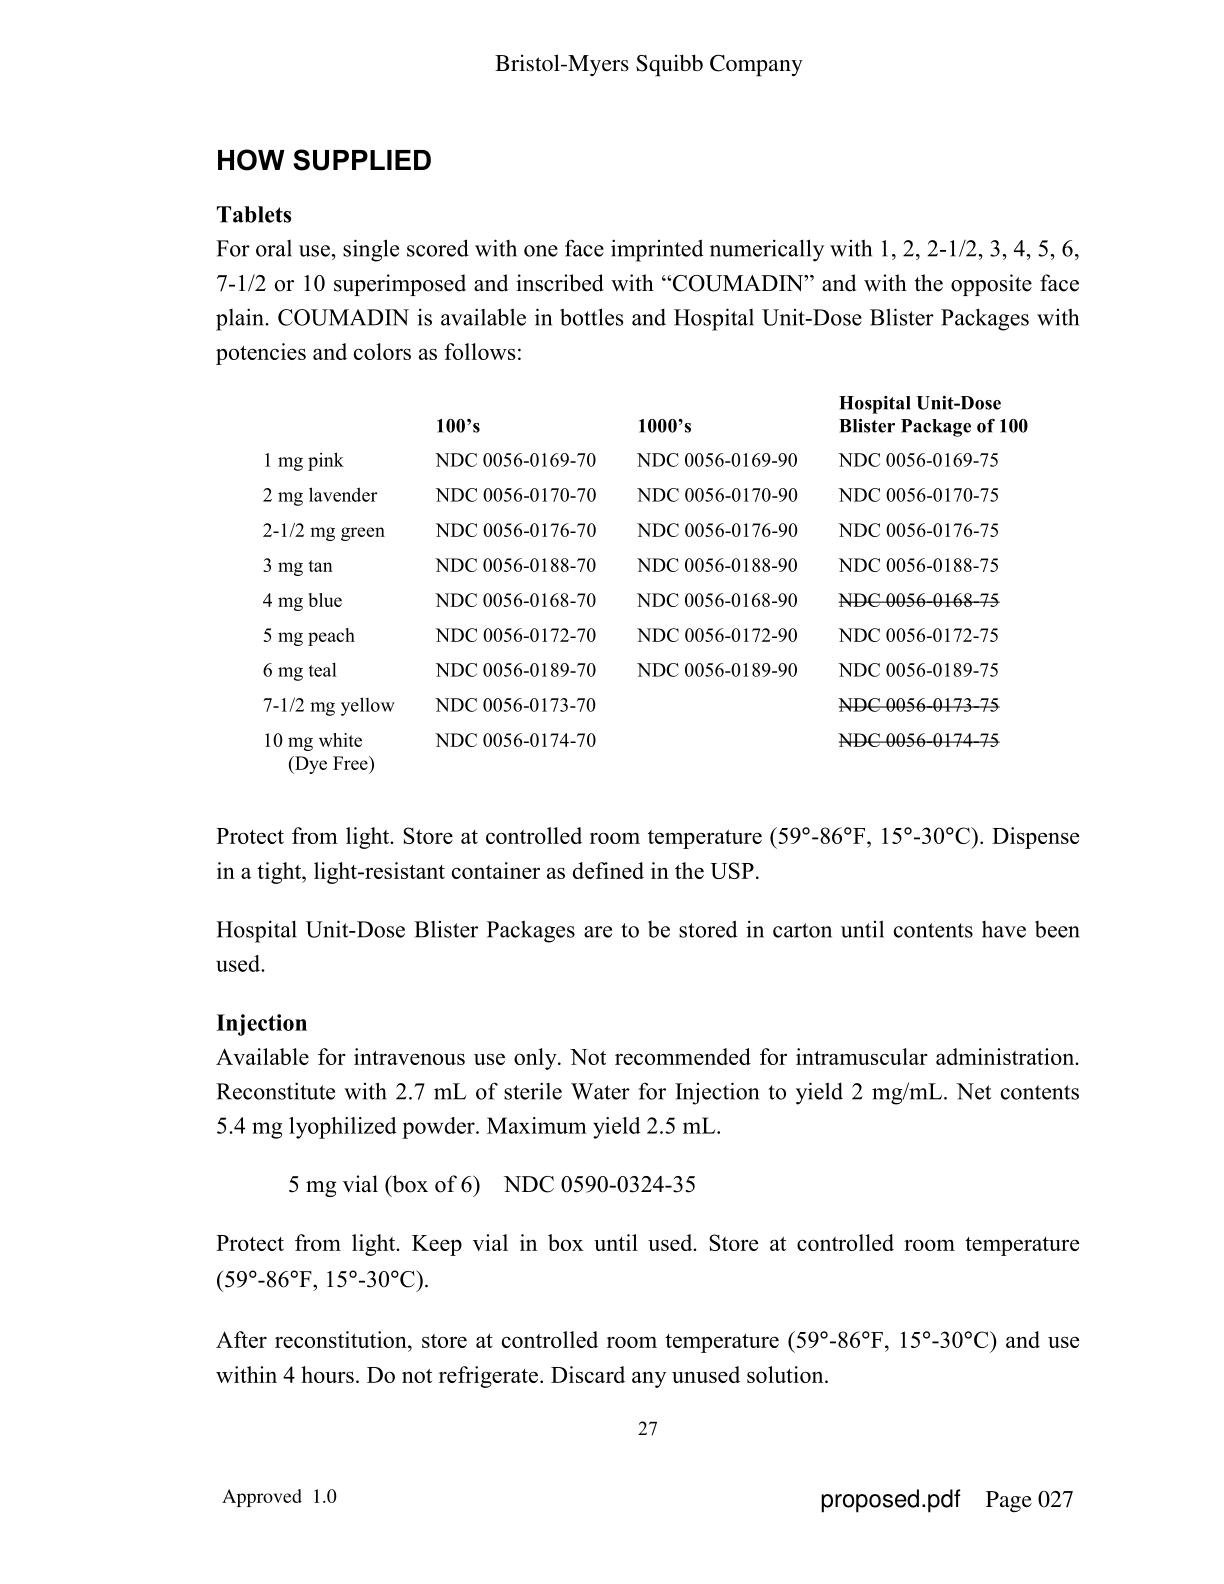 Bristol-Myers Squibb Company
HOW SUPPLIED
Tablets
For oral use, single scored with one face imprinted numerically with 1, 2, 2-1/2, 3, 4, 5, 6,
7-1/2 or 10 superimposed and inscribed with “COUMADIN” and with the opposite face
plain. COUMADIN is available in bottles and Hospital Unit-Dose Blister Packages with
potencies and colors as follows:
Hospital Unit-Dose
100’s 1000’s Blister Package of 100
1 mg pink NDC 0056-0169-70 NDC 0056-0169-90 NDC 0056-0169-75
2 mg lavender NDC 0056-0170-70 NDC 0056-0170-90 NDC 0056-0170-75
2-1/2 mg green NDC 0056-0176-70 NDC 0056-0176-90 NDC 0056-0176-75
3 mg tan NDC 0056-0188-70 NDC 0056-0188-90 NDC 0056-0188-75
4 mg blue NDC 0056-0168-70 NDC 0056-0168-90 NDC 0056-0168-75
5 mg peach NDC 0056-0172-70 NDC 0056-0172-90 NDC 0056-0172-75
6 mg teal NDC 0056-0189-70 NDC 0056-0189-90 NDC 0056-0189-75
7-1/2 mg yellow NDC 0056-0173-70 NDC 0056-0173-75
10 mg white NDC 0056-0174-70 NDC 0056-0174-75
(Dye Free)
Protect from light. Store at controlled room temperature (59°-86°F, 15°-30°C). Dispense
in a tight, light-resistant container as defined in the USP.
Hospital Unit-Dose Blister Packages are to be stored in carton until contents have been
used.
Injection
Available for intravenous use only. Not recommended for intramuscular administration.
Reconstitute with 2.7 mL of sterile Water for Injection to yield 2 mg/mL. Net contents
5.4 mg lyophilized powder. Maximum yield 2.5 mL.
5 mg vial (box of 6) NDC 0590-0324-35
Protect from light. Keep vial in box until used. Store at controlled room temperature
(59°-86°F, 15°-30°C).
After reconstitution, store at controlled room temperature (59°-86°F, 15°-30°C) and use
within 4 hours. Do not refrigerate. Discard any unused solution.
27
Approved 1.0 proposed.pdf Page 027